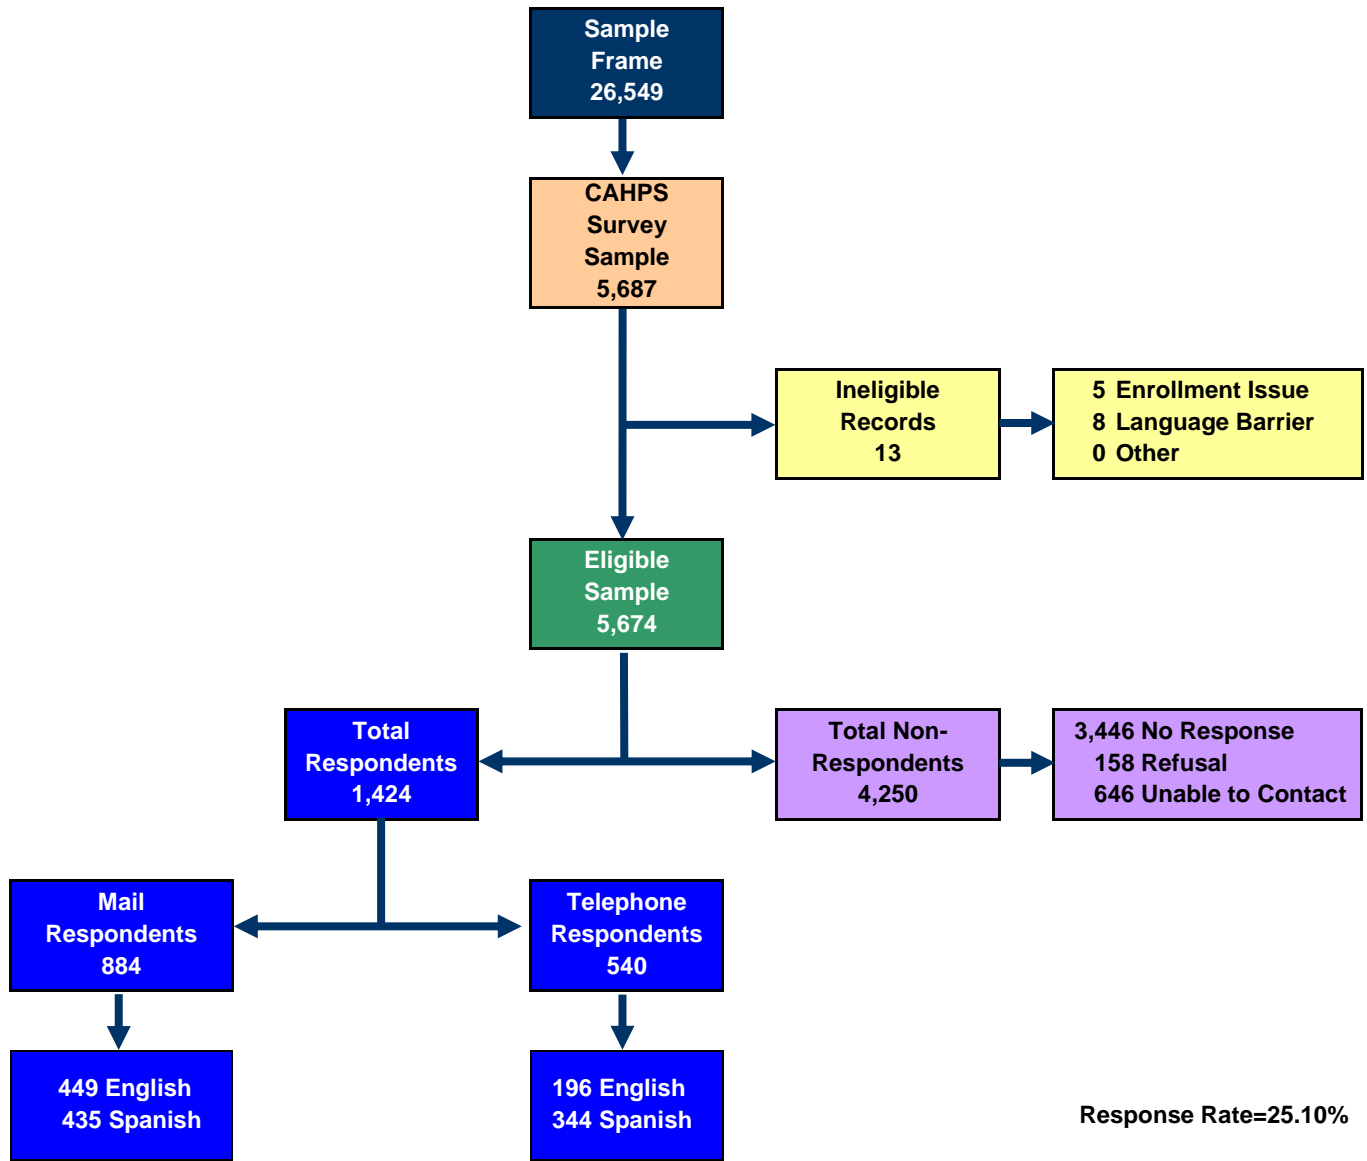 Sample
Frame
26,549
CAHPS
Survey
Sample
5,687
Ineligible
Records
13
5 Enrollment Issue
8 Language Barrier
0 Other
Eligible
Sample
5,674
Total
Respondents
1,424
Total Non-
Respondents
4,250
3,446 No Response
158 Refusal
646 Unable to Contact
Mail
Respondents
884
Telephone
Respondents
540
449 English
435 Spanish
196 English
344 Spanish
Response Rate=25.10%